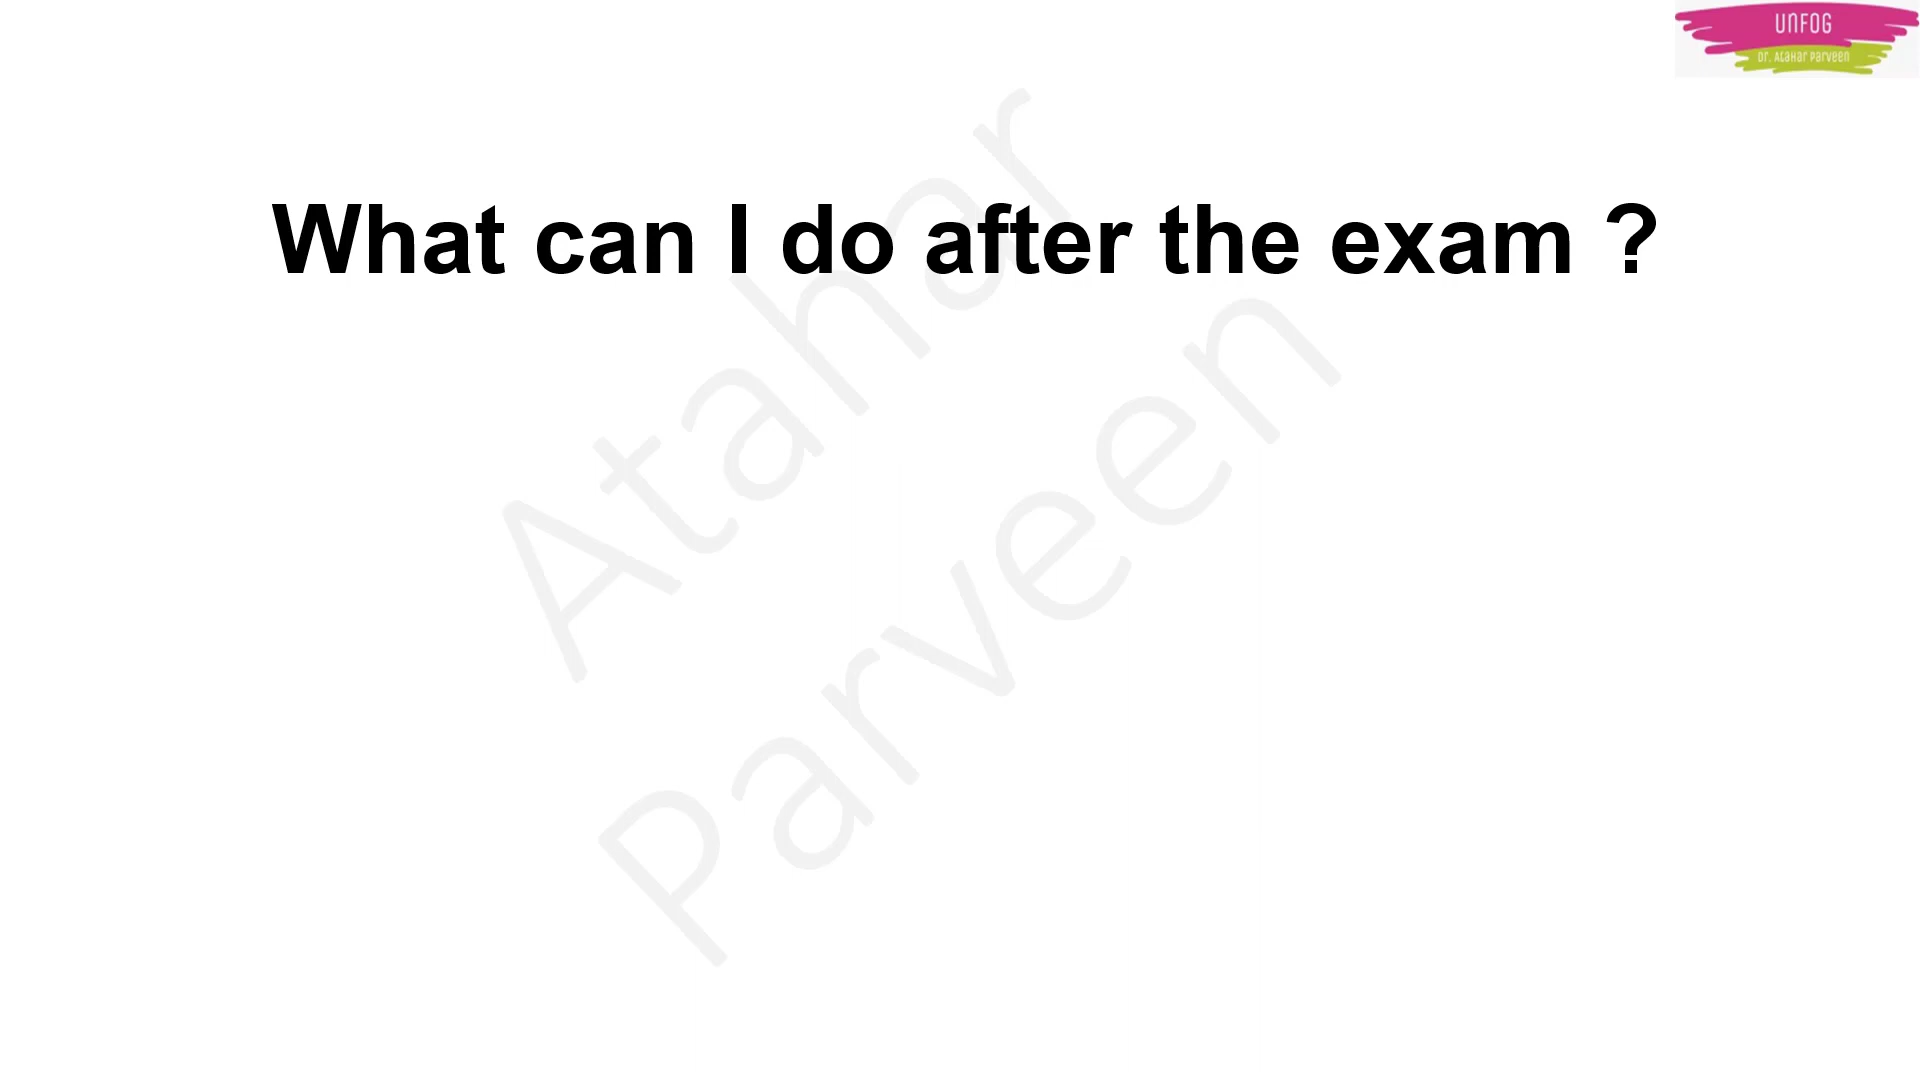 UNFOG
Dr. Atahar Parveen
What can I do after the exam ?
Atahar
Parveen